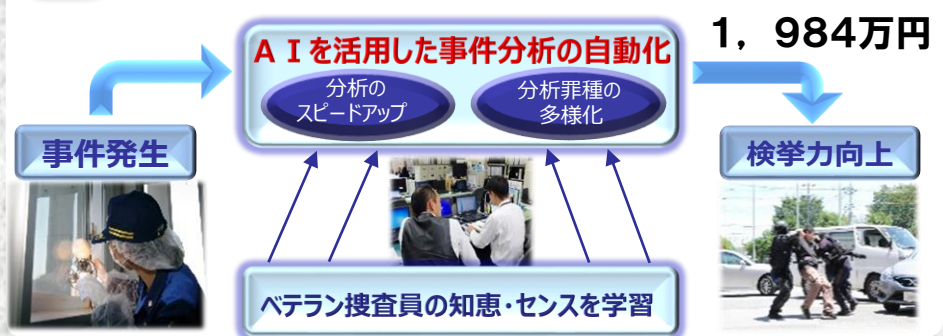 1，984万円
ＡＩを活用した事件分析の自動化
分析の
スピードアップ
分析罪種の
多様化
事件発生
検挙力向上
ベテラン捜査員の知恵・センスを学習